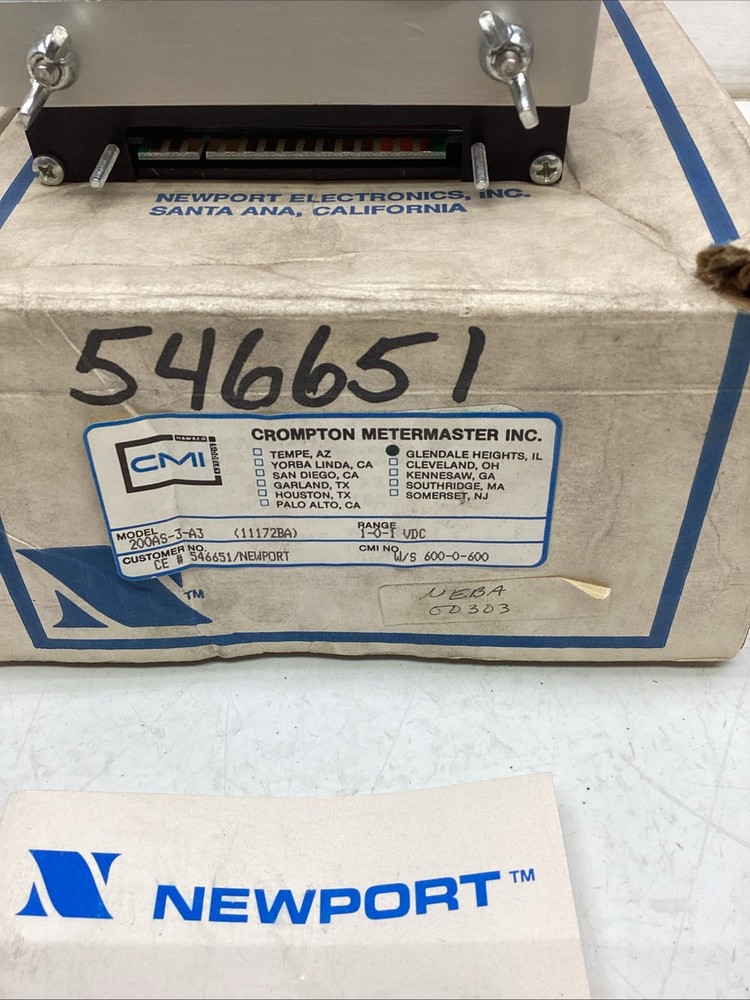 NEWPORT ELECTRONICS, INC.
SANTA ANA, CALIFORNIA
546651
HAWKER
CMI
CROMPTON METERMASTER INC.
TEMPE, AZ
YORBA LINDA, CA
SAN DIEGO, CA
GARLAND, TX
HOUSTON, TX
PALO ALTO, CA
GLENDALE HEIGHTS, IL
CLEVELAND, OH
KENNESAW, GA
SOUTHRIDGE, MA
SOMERSET, NJ
MODEL 200AS-3-A3 (11172BA)
RANGE 1-0-1 VDC
CUSTOMER NO. CE # 546651/NEWPORT
CMI NO. W/S 600-0-600
TM
NEBA
00303
NEWPORT™